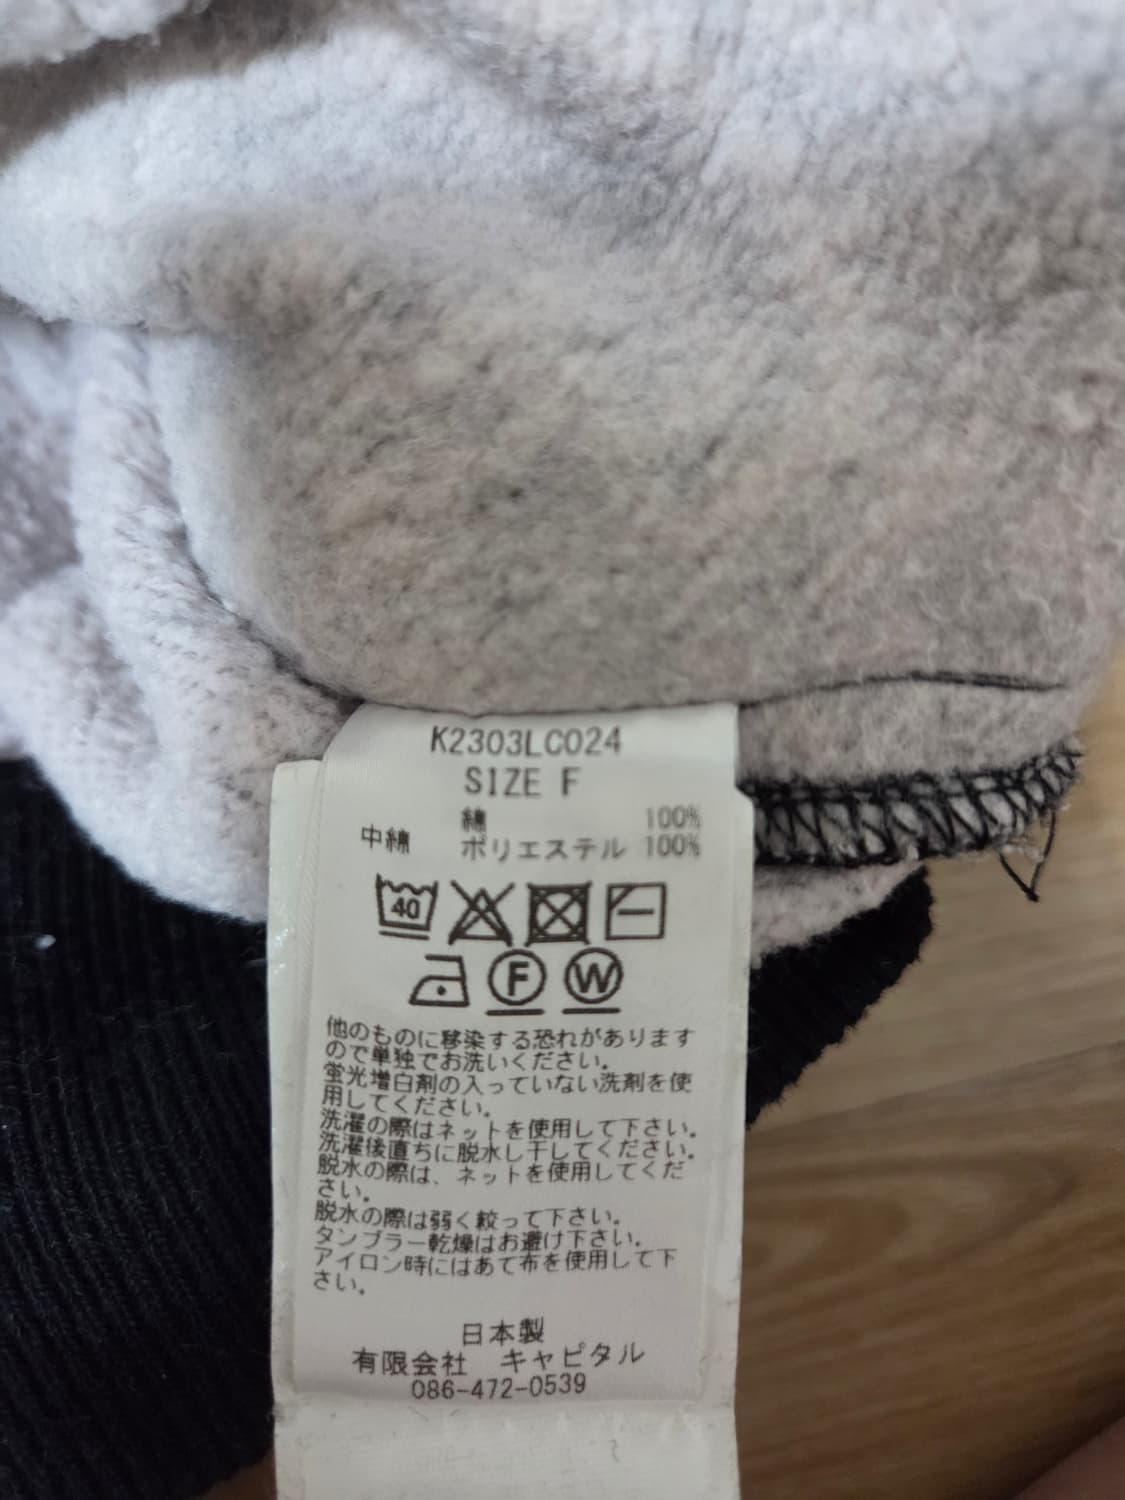 K2303LC024
SIZE F
綿 100%
中綿 ポリエステル 100%
40
F W
他のものに移染する恐れがあります
ので単独でお洗いください。
蛍光増白剤の入っていない洗剤を使
用してください。
洗濯の際はネットを使用して下さい。
洗濯後直ちに脱水し干してください。
脱水の際は、ネットを使用してくだ
さい。
脱水の際は弱く絞って下さい。
タンブラー乾燥はお避け下さい。
アイロン時にはあて布を使用して下
さい。
日本製
有限会社 キャピタル
086-472-0539